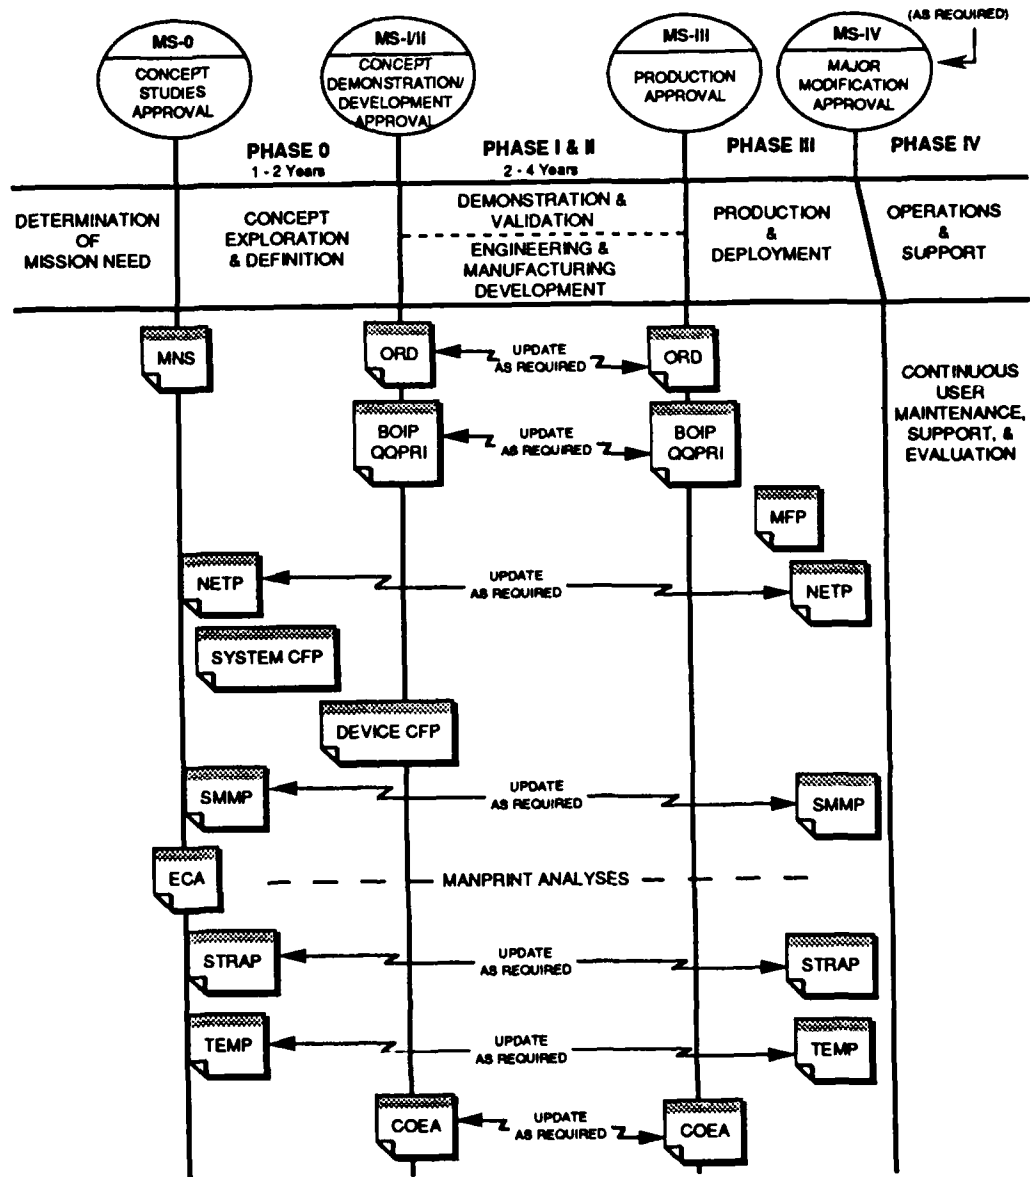 (AS REQUIRED)
MS-0
CONCEPT
STUDIES
APPROVAL
MS-I/II
CONCEPT
DEMONSTRATION/
DEVELOPMENT
APPROVAL
MS-III
PRODUCTION
APPROVAL
MS-IV
MAJOR
MODIFICATION
APPROVAL
PHASE 0
1 - 2 Years
PHASE I & II
2 - 4 Years
PHASE III
PHASE IV
DETERMINATION
OF
MISSION NEED
CONCEPT
EXPLORATION
& DEFINITION
DEMONSTRATION &
VALIDATION
ENGINEERING &
MANUFACTURING
DEVELOPMENT
PRODUCTION
&
DEPLOYMENT
OPERATIONS
&
SUPPORT
MNS
ORD
UPDATE
AS REQUIRED
ORD
CONTINUOUS
USER
MAINTENANCE,
SUPPORT, &
EVALUATION
BOIP
QQPRI
UPDATE
AS REQUIRED
BOIP
QQPRI
MFP
NETP
UPDATE
AS REQUIRED
NETP
SYSTEM CFP
DEVICE CFP
SMMP
UPDATE
AS REQUIRED
SMMP
ECA
MANPRINT ANALYSES
STRAP
UPDATE
AS REQUIRED
STRAP
TEMP
UPDATE
AS REQUIRED
TEMP
COEA
UPDATE
AS REQUIRED
COEA